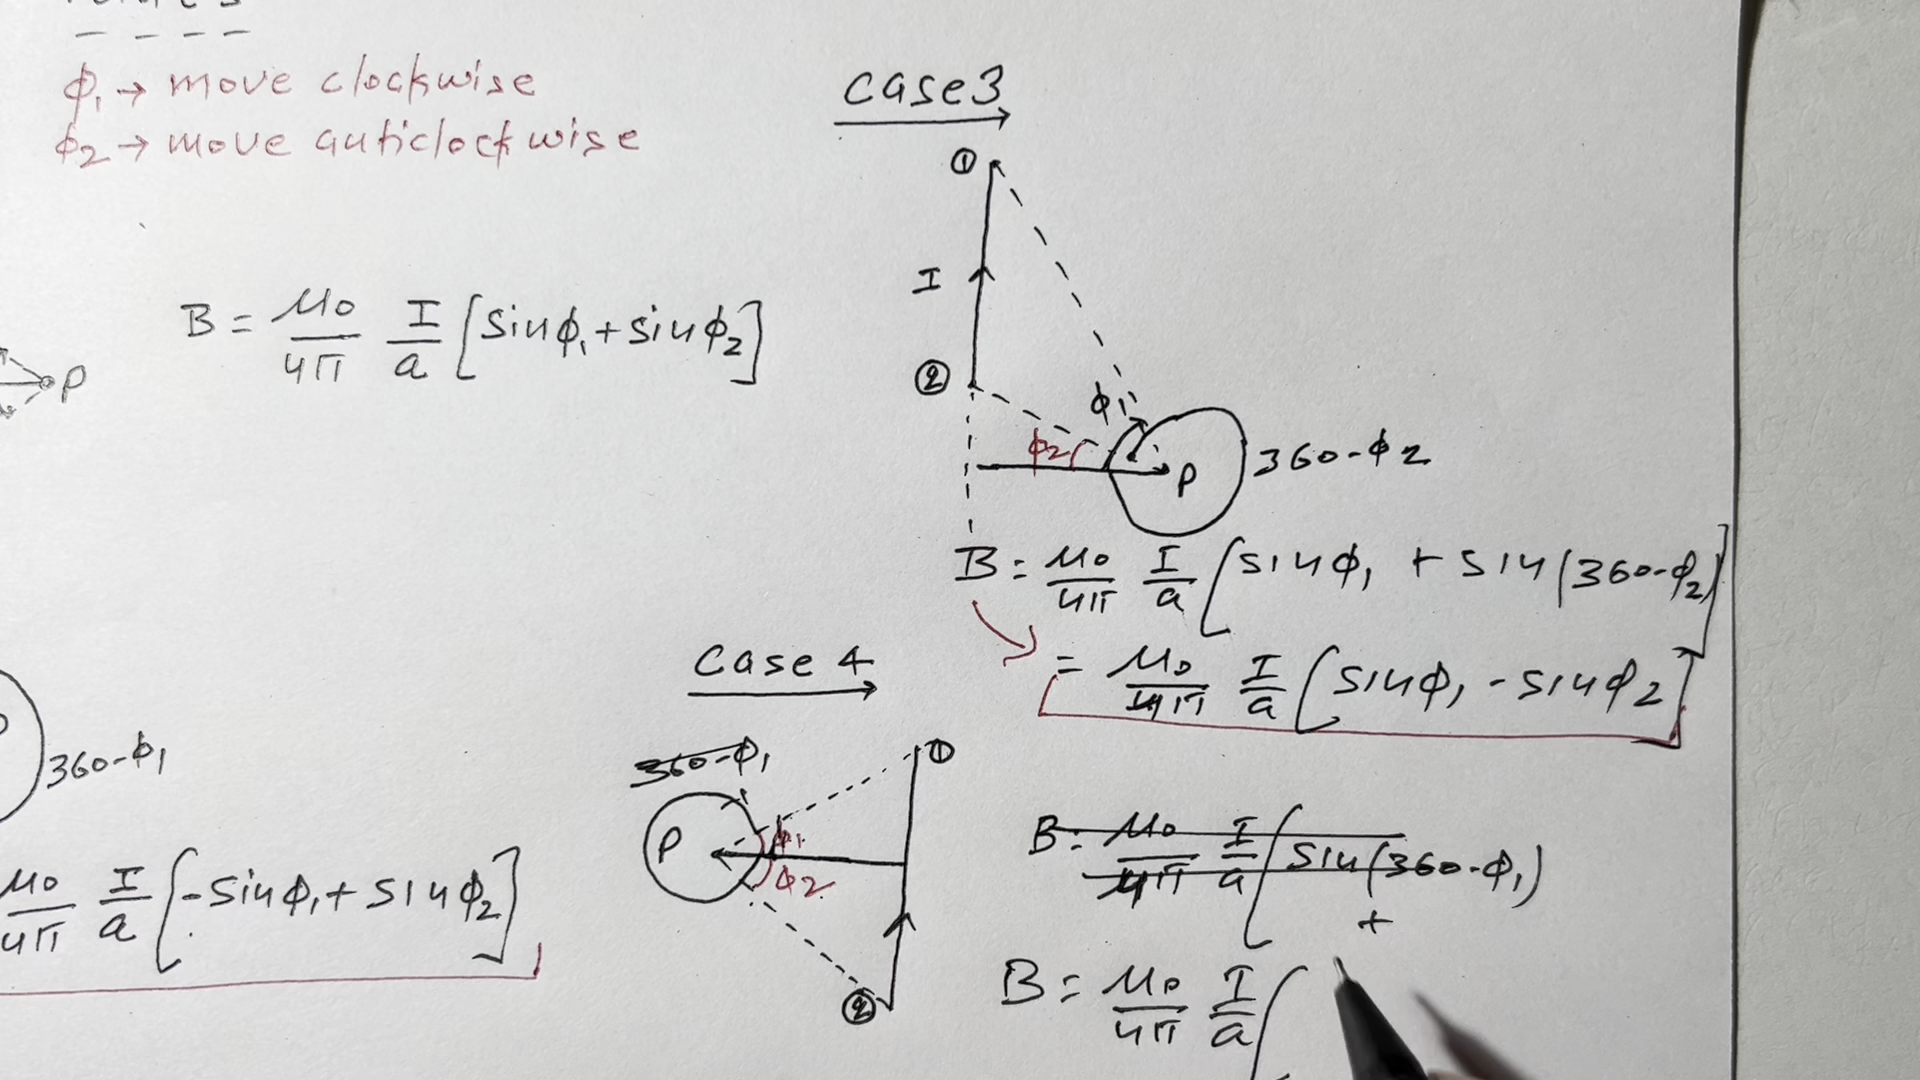 ϕ₁ → move clockwise
ϕ₂ → move anticlockwise
B = μ₀/4π I/a [sinϕ₁ + sinϕ₂]
P
case 3
①
I
②
ϕ₁
ϕ₂
P
360-ϕ₂
B = μ₀/4π I/a [sinϕ₁ + sin(360-ϕ₂)]
= μ₀/4π I/a [sinϕ₁ - sinϕ₂]
360-ϕ₁
μ₀/4π I/a [-sinϕ₁ + sinϕ₂]
Case 4
360-ϕ₁
①
P
ϕ₁
ϕ₂
②
B = μ₀/4π I/a [sin(360-ϕ₁)
+
B = μ₀/4π I/a [